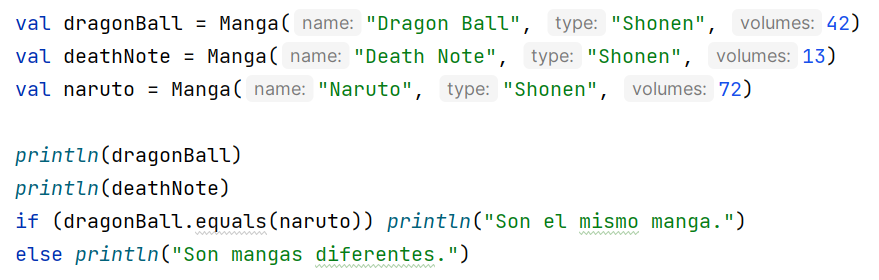 val dragonBall = Manga( name: "Dragon Ball", type: "Shonen", volumes: 42)
val deathNote = Manga( name: "Death Note", type: "Shonen", volumes: 13)
val naruto = Manga( name: "Naruto", type: "Shonen", volumes: 72)
println(dragonBall)
println(deathNote)
if (dragonBall.equals(naruto)) println("Son el mismo manga.")
else println("Son mangas diferentes.")